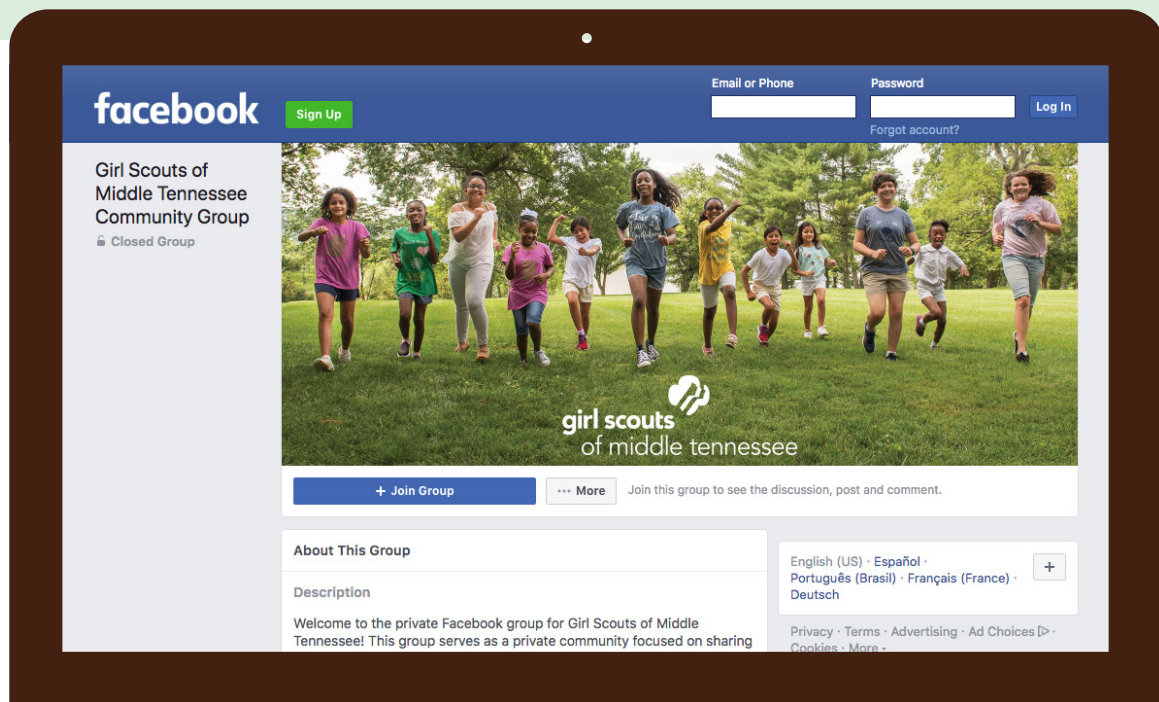 facebook
Sign Up
Email or Phone
Password
Log In
Forgot account?
Girl Scouts of
Middle Tennessee
Community Group
Closed Group
girl scouts
of middle tennessee
+ Join Group
··· More
Join this group to see the discussion, post and comment.
About This Group
Description
Welcome to the private Facebook group for Girl Scouts of Middle
Tennessee! This group serves as a private community focused on sharing
English (US) · Español ·
Português (Brasil) · Français (France) ·
Deutsch
+
Privacy · Terms · Advertising · Ad Choices ·
Cookies · More